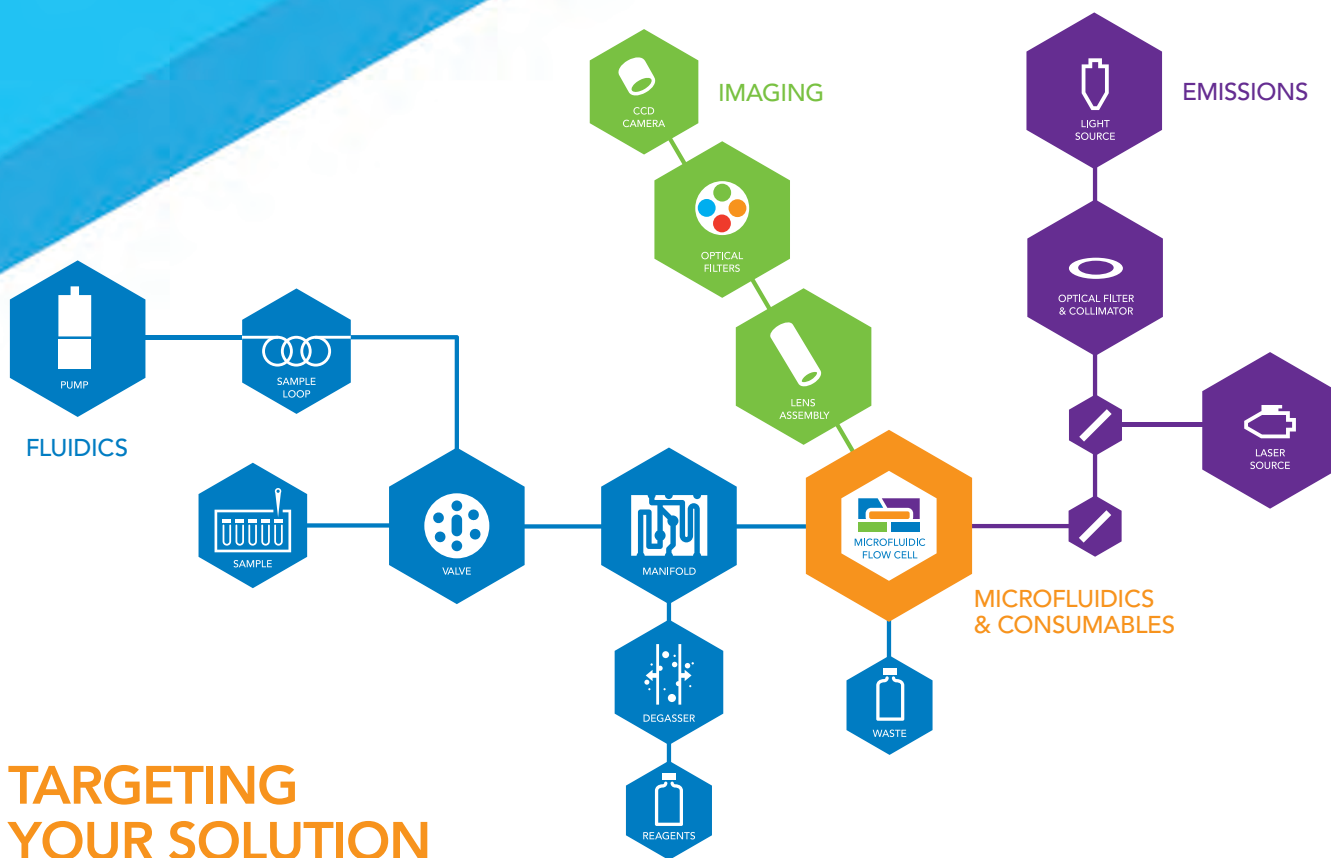 IMAGING
EMISSIONS
CCD
CAMERA
LIGHT
SOURCE
OPTICAL
FILTERS
OPTICAL FILTER
& COLLIMATOR
PUMP
SAMPLE
LOOP
LENS
ASSEMBLY
FLUIDICS
LASER
SOURCE
SAMPLE
VALVE
MANIFOLD
MICROFLUIDIC
FLOW CELL
MICROFLUIDICS
& CONSUMABLES
DEGASSER
WASTE
REAGENTS
TARGETING
YOUR SOLUTION